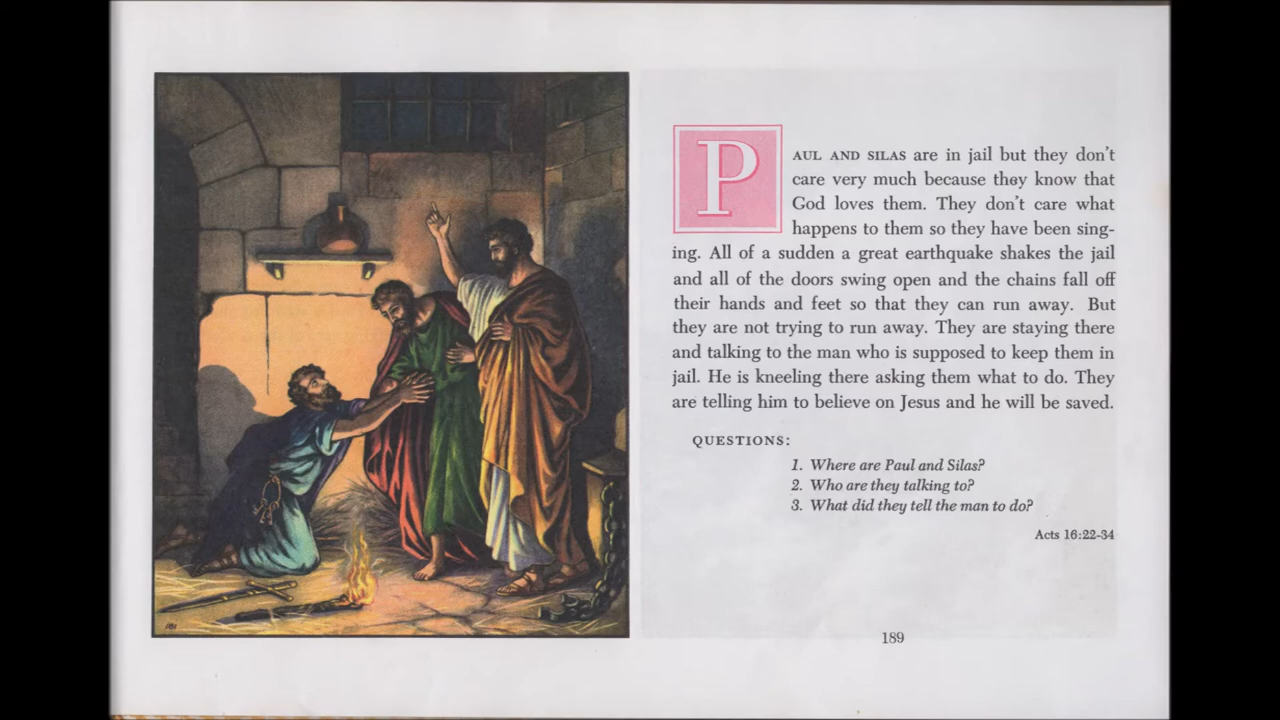 PAUL AND SILAS are in jail but they don't
care very much because they know that
God loves them. They don't care what
happens to them so they have been sing-
ing. All of a sudden a great earthquake shakes the jail
and all of the doors swing open and the chains fall off
their hands and feet so that they can run away. But
they are not trying to run away. They are staying there
and talking to the man who is supposed to keep them in
jail. He is kneeling there asking them what to do. They
are telling him to believe on Jesus and he will be saved.
QUESTIONS:
1. Where are Paul and Silas?
2. Who are they talking to?
3. What did they tell the man to do?
Acts 16:22-34
189